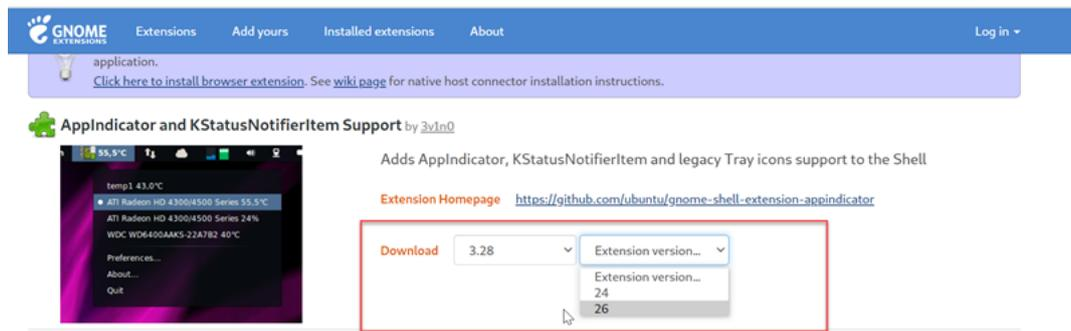 GNOME EXTENSIONS Extensions Add yours Installed extensions About Log in
application.
Click here to install browser extension. See wiki page for native host connector installation instructions.
AppIndicator and KStatusNotifierItem Support by 3v1n0
55,5°C
temp1 43.0°C
ATI Radeon HD 4300/4500 Series 55.5°C
ATI Radeon HD 4300/4500 Series 24%
WDC WD6400AAKS-22A7B2 40°C
Preferences...
About...
Quit
Adds AppIndicator, KStatusNotifierItem and legacy Tray icons support to the Shell
Extension Homepage https://github.com/ubuntu/gnome-shell-extension-appindicator
Download 3.28 Extension version...
Extension version...
24
26